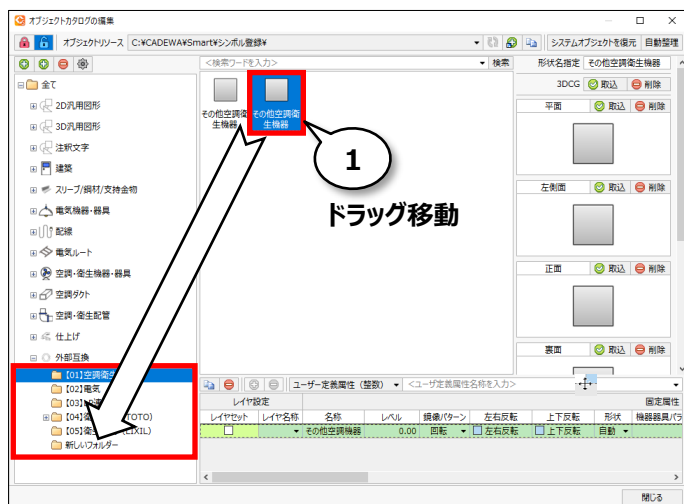 オブジェクトカタログの編集
オブジェクトリソース C:¥CADEWA¥Smart¥シンボル登録¥ システムオブジェクトを復元 自動整理
<検索ワードを入力> 検索 形状名指定 その他空調衛生機器
全て
2D汎用図形
3D汎用図形
注釈文字
建築
スリーブ/鋼材/支持金物
電気機器・器具
配線
電気ルート
空調・衛生機器・器具
空調ダクト
空調・衛生配管
仕上げ
外部互換
【01】空調衛生
【02】電気
【03】
【04】衛 TOTO)
【05】衛生 (LIXIL)
新しいフォルダー
その他空調衛生機器
その他空調衛生機器
1
ドラッグ移動
3DCG 取込 削除
平面 取込 削除
左側面 取込 削除
正面 取込 削除
裏面 取込 削除
ユーザー定義属性(整数) <ユーザ定義属性名称を入力>
レイヤ設定 固定属性
レイヤセット レイヤ名称 名称 レベル 鏡像パターン 左右反転 上下反転 形状 機器器具パラ
その他空調機器 0.00 回転 左右反転 上下反転 自動
閉じる